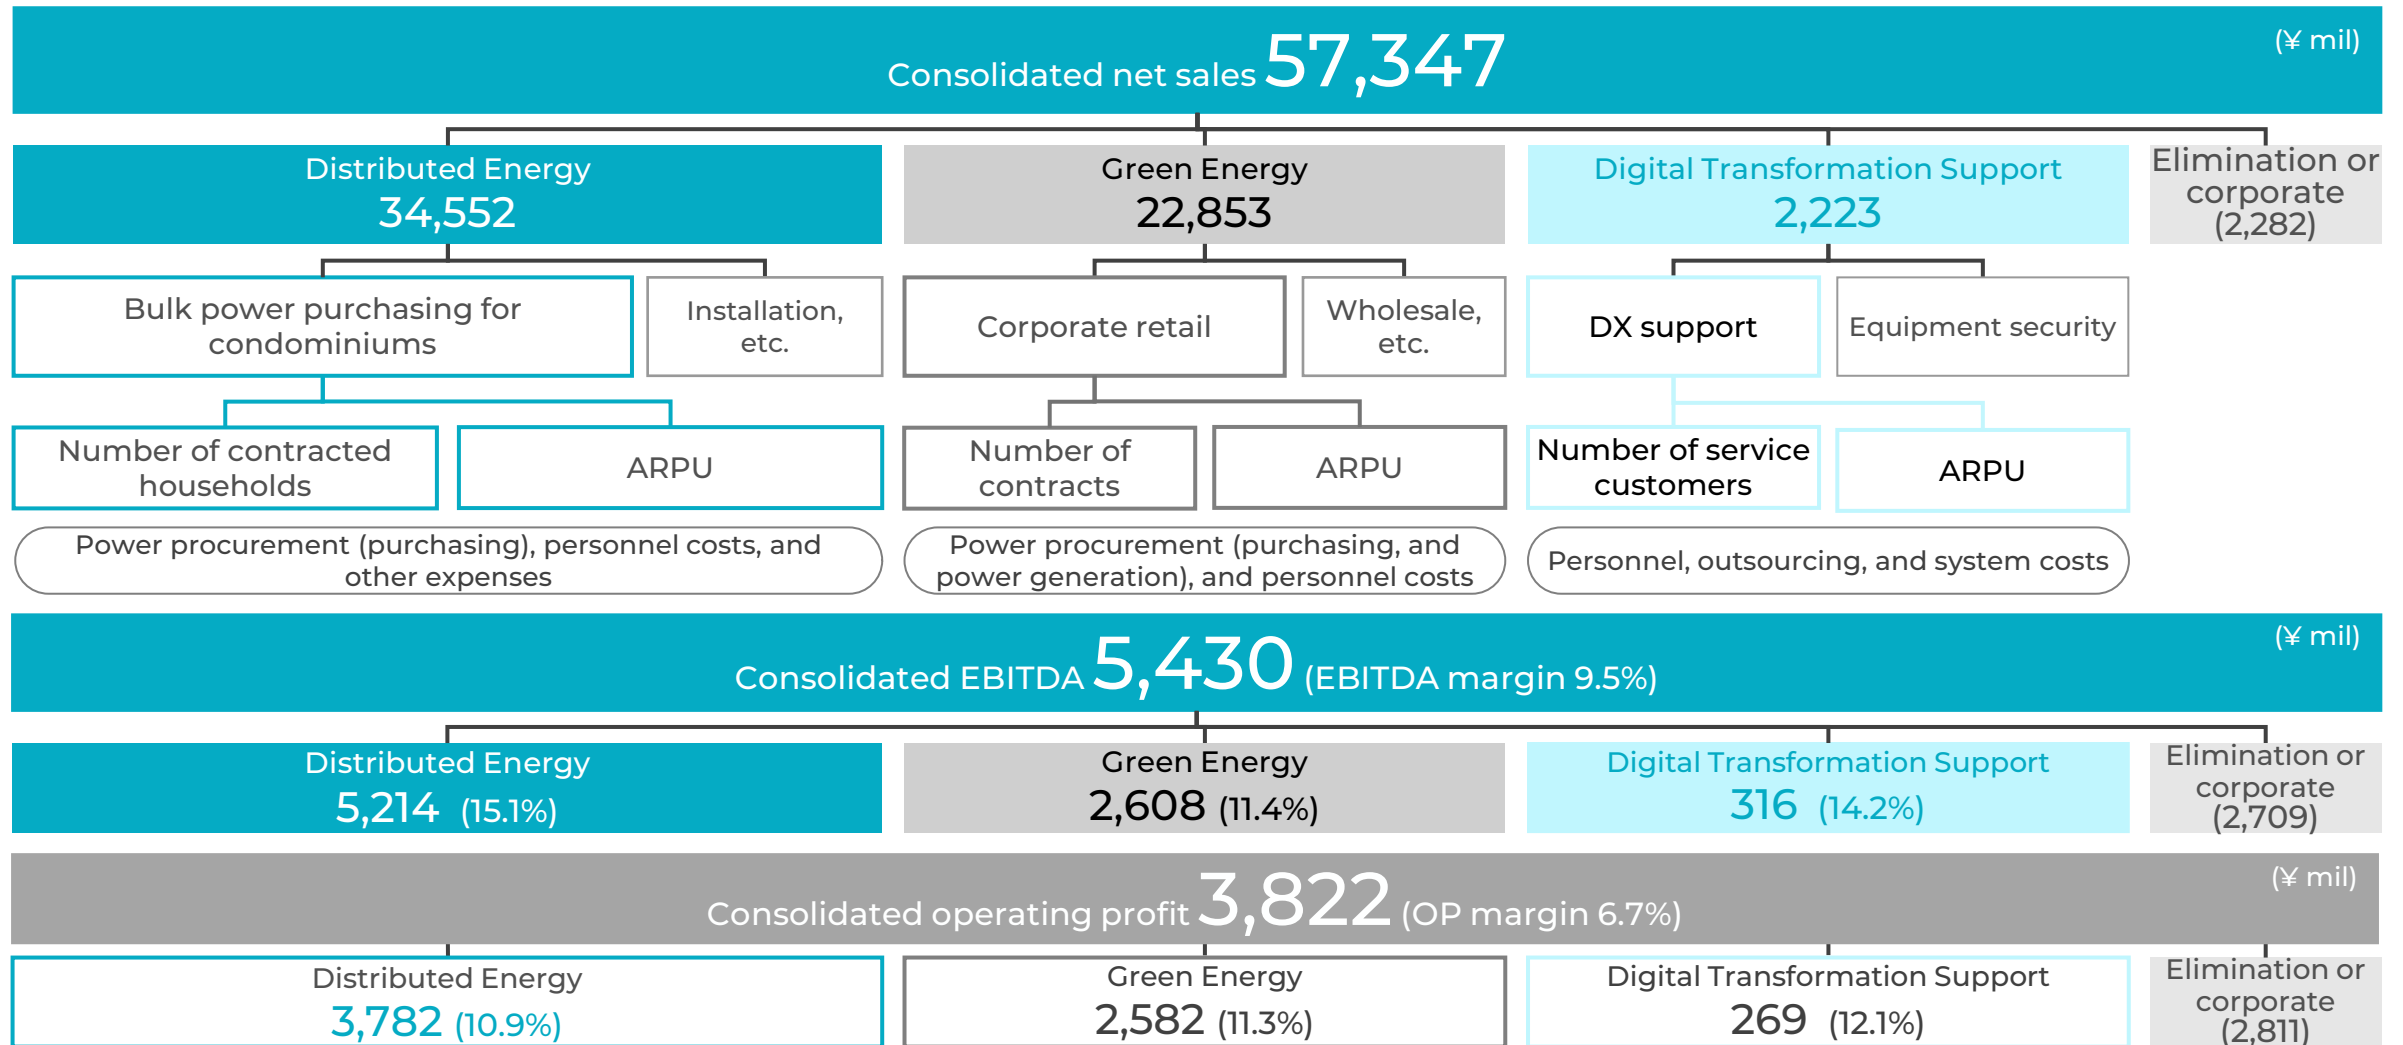 (¥ mil)
Consolidated net sales 57,347
Distributed Energy
34,552
Green Energy
22,853
Digital Transformation Support
2,223
Elimination or
corporate
(2,282)
Bulk power purchasing for
condominiums
Installation,
etc.
Corporate retail
Wholesale,
etc.
DX support
Equipment security
Number of contracted
households
ARPU
Number of
contracts
ARPU
Number of service
customers
ARPU
Power procurement (purchasing), personnel costs, and
other expenses
Power procurement (purchasing, and
power generation), and personnel costs
Personnel, outsourcing, and system costs
(¥ mil)
Consolidated EBITDA 5,430 (EBITDA margin 9.5%)
Distributed Energy
5,214 (15.1%)
Green Energy
2,608 (11.4%)
Digital Transformation Support
316 (14.2%)
Elimination or
corporate
(2,709)
(¥ mil)
Consolidated operating profit 3,822 (OP margin 6.7%)
Distributed Energy
3,782 (10.9%)
Green Energy
2,582 (11.3%)
Digital Transformation Support
269 (12.1%)
Elimination or
corporate
(2,811)